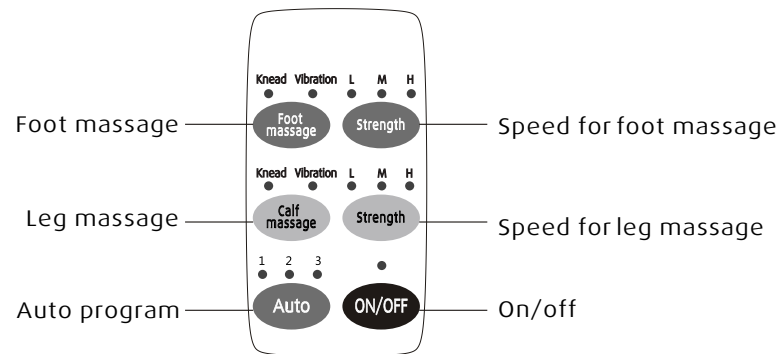 Knead Vibration L M H
Foot massage
Foot
massage
Strength
Speed for foot massage
Knead Vibration L M H
Leg massage
Calf
massage
Strength
Speed for leg massage
1 2 3
Auto program
Auto
ON/OFF
On/off